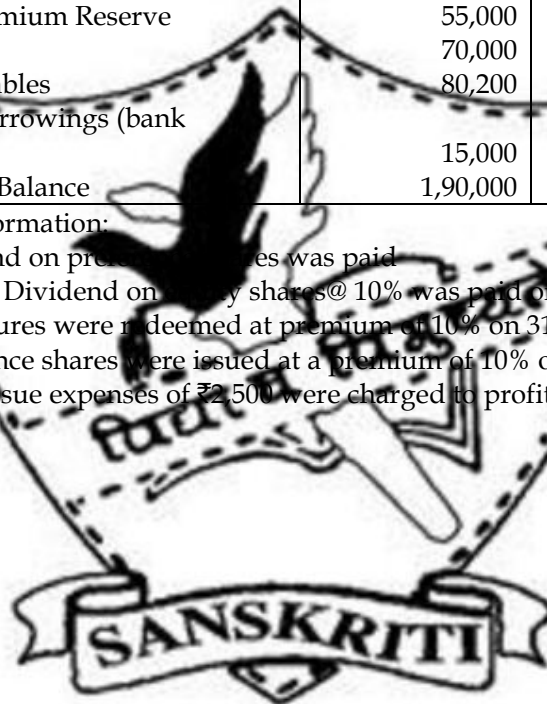 mium Reserve 55,000
70,000
bles 80,200
rrowings (bank
15,000
Balance 1,90,000
ormation:
nd on pre es was paid
Dividend on shares@ 10% was paid o
ures were redeemed at premium of 10% on 31
nce shares were issued at a premium of 10% o
sue expenses of ₹2,500 were charged to profit
SANSKRITI